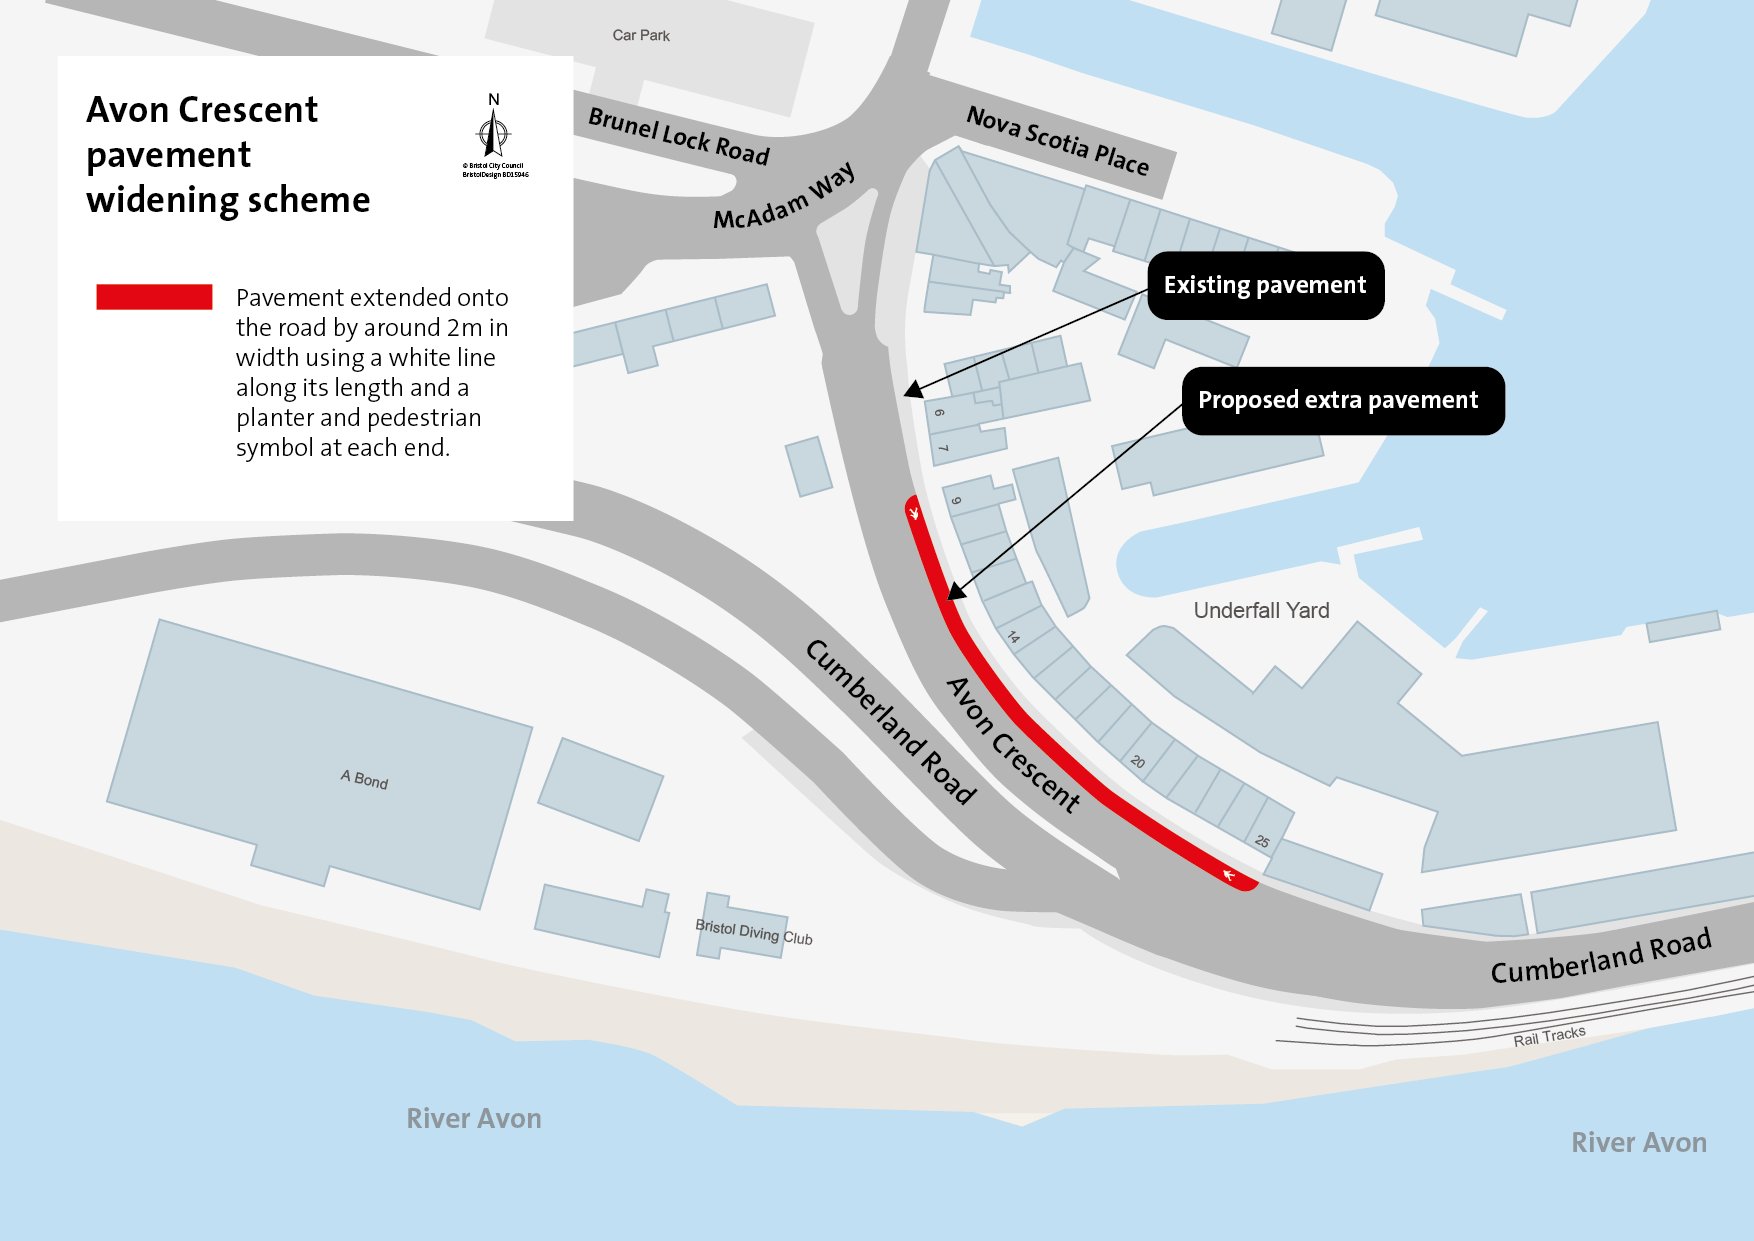 Avon Crescent
pavement
widening scheme
N
© Bristol City Council
BristolDesign BD15946
Pavement extended onto
the road by around 2m in
width using a white line
along its length and a
planter and pedestrian
symbol at each end.
Car Park
Brunel Lock Road
McAdam Way
Nova Scotia Place
Existing pavement
Proposed extra pavement
6
7
9
14
20
25
Underfall Yard
Cumberland Road
Avon Crescent
A Bond
Bristol Diving Club
Cumberland Road
Rail Tracks
River Avon
River Avon